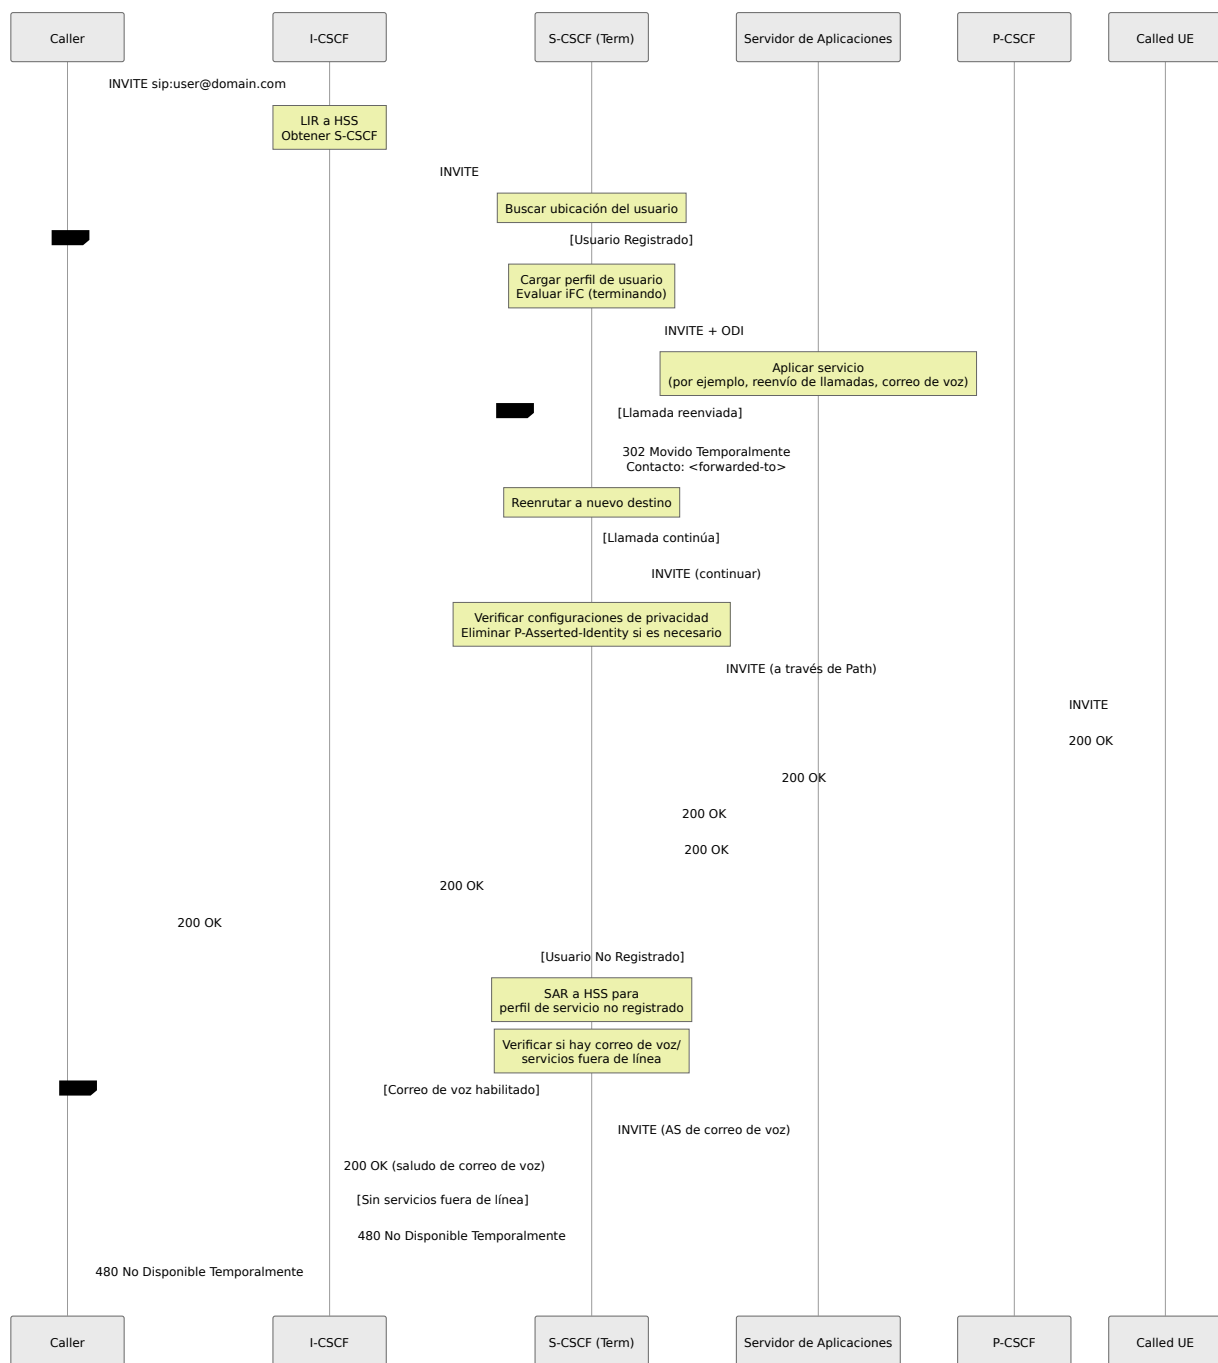 Caller
I-CSCF
S-CSCF (Term)
Servidor de Aplicaciones
P-CSCF
Called UE
INVITE sip:user@domain.com
LIR a HSS
Obtener S-CSCF
INVITE
Buscar ubicación del usuario
[Usuario Registrado]
Cargar perfil de usuario
Evaluar iFC (terminando)
INVITE + ODI
Aplicar servicio
(por ejemplo, reenvío de llamadas, correo de voz)
[Llamada reenviada]
302 Movido Temporalmente
Contacto: <forwarded-to>
Reenrutar a nuevo destino
[Llamada continúa]
INVITE (continuar)
Verificar configuraciones de privacidad
Eliminar P-Asserted-Identity si es necesario
INVITE (a través de Path)
INVITE
200 OK
200 OK
200 OK
200 OK
200 OK
200 OK
[Usuario No Registrado]
SAR a HSS para
perfil de servicio no registrado
Verificar si hay correo de voz/
servicios fuera de línea
[Correo de voz habilitado]
INVITE (AS de correo de voz)
200 OK (saludo de correo de voz)
[Sin servicios fuera de línea]
480 No Disponible Temporalmente
480 No Disponible Temporalmente
Caller
I-CSCF
S-CSCF (Term)
Servidor de Aplicaciones
P-CSCF
Called UE